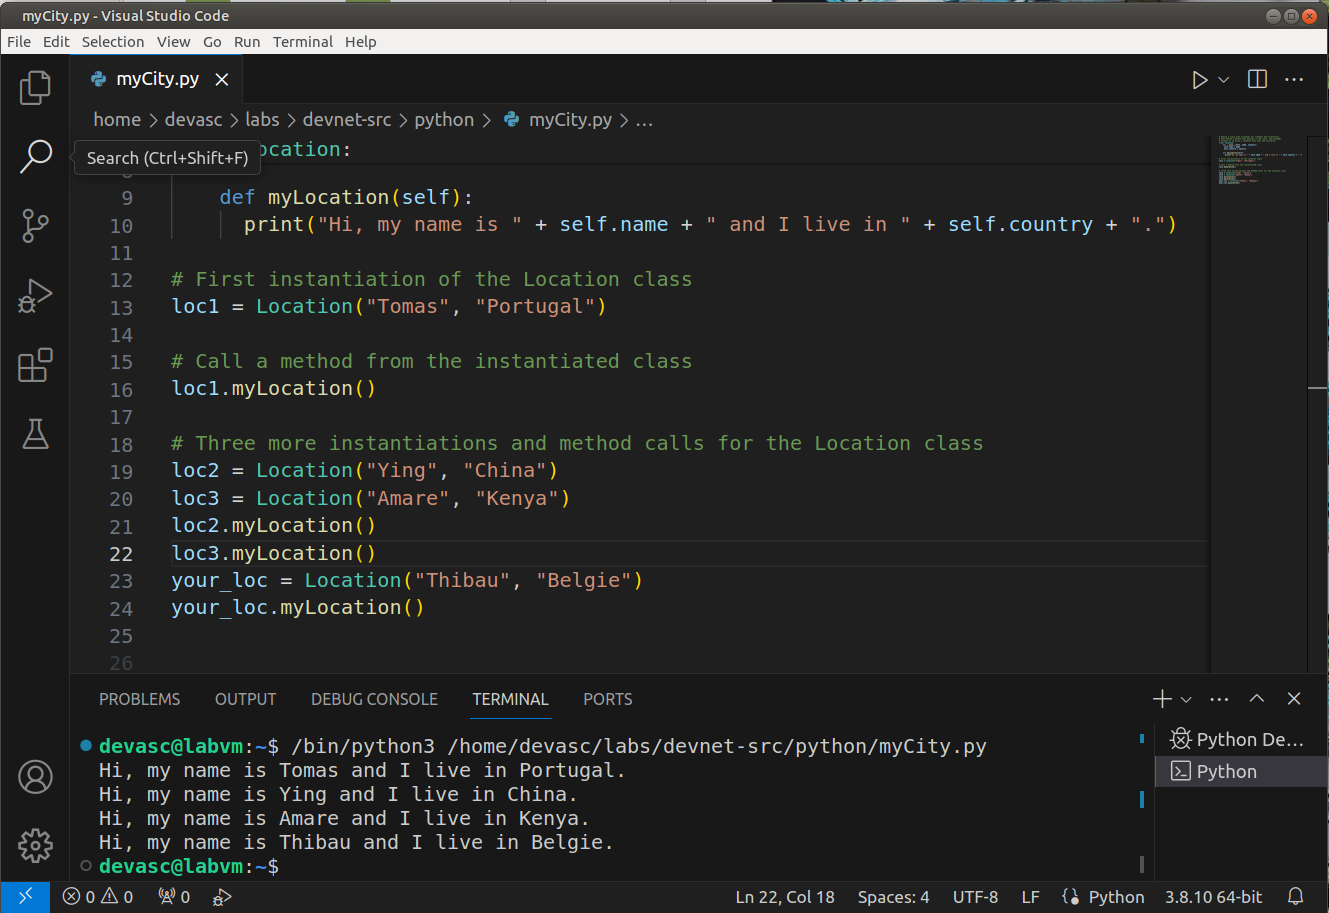 myCity.py - Visual Studio Code
File Edit Selection View Go Run Terminal Help
myCity.py
home > devasc > labs > devnet-src > python > myCity.py > ...
Search (Ctrl+Shift+F)
ocation:
9 def myLocation(self):
10 print("Hi, my name is " + self.name + " and I live in " + self.country + ".")
11
12 # First instantiation of the Location class
13 loc1 = Location("Tomas", "Portugal")
14
15 # Call a method from the instantiated class
16 loc1.myLocation()
17
18 # Three more instantiations and method calls for the Location class
19 loc2 = Location("Ying", "China")
20 loc3 = Location("Amare", "Kenya")
21 loc2.myLocation()
22 loc3.myLocation()
23 your_loc = Location("Thibau", "Belgie")
24 your_loc.myLocation()
25
26
PROBLEMS OUTPUT DEBUG CONSOLE TERMINAL PORTS
devasc@labvm:~$ /bin/python3 /home/devasc/labs/devnet-src/python/myCity.py
Hi, my name is Tomas and I live in Portugal.
Hi, my name is Ying and I live in China.
Hi, my name is Amare and I live in Kenya.
Hi, my name is Thibau and I live in Belgie.
devasc@labvm:~$
Python De...
Python
0 0 0 Ln 22, Col 18 Spaces: 4 UTF-8 LF Python 3.8.10 64-bit